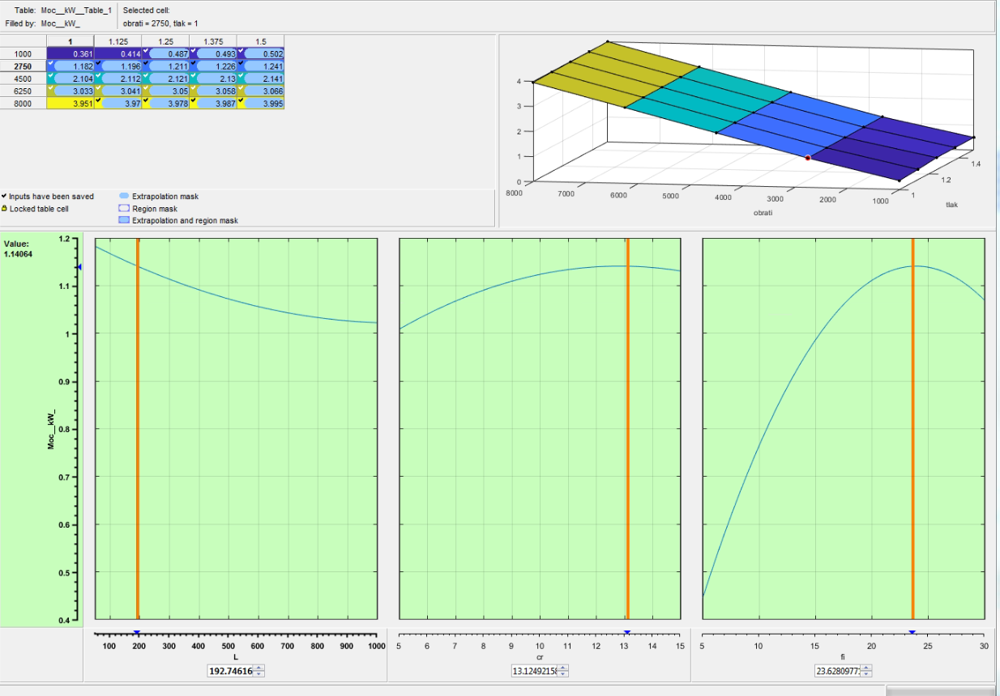 Table: Moc__kW__Table_1 Selected cell:
Filled by: Moc__kW_ obrati = 2750, tlak = 1
1 1.125 1.25 1.375 1.5
1000 0.361 0.414 0.487 0.493 0.502
2750 1.182 1.196 1.211 1.226 1.241
4500 2.104 2.112 2.121 2.13 2.141
6250 3.033 3.041 3.05 3.058 3.066
8000 3.951 3.97 3.978 3.987 3.995
Inputs have been saved Extrapolation mask
Locked table cell Region mask
Extrapolation and region mask
4
3
2
1
0
8000 7000 6000 5000 4000 3000 2000 1000
obrati
1 1.2 1.4
tlak
Value:
1.14064
Moc__kW_
1.2
1.1
1
0.9
0.8
0.7
0.6
0.5
0.4
100 200 300 400 500 600 700 800 900 1000
L
192.74616
5 6 7 8 9 10 11 12 13 14 15
cr
13.1249215
5 10 15 20 25 30
fi
23.6280977